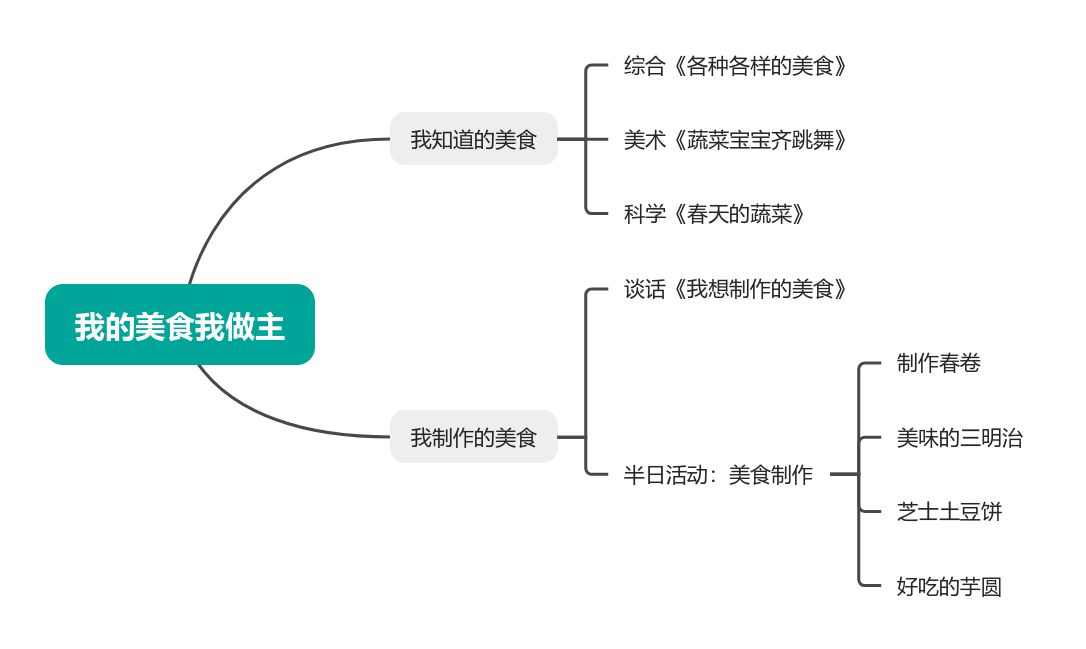 我的美食我做主
我知道的美食
综合《各种各样的美食》
美术《蔬菜宝宝齐跳舞》
科学《春天的蔬菜》
我制作的美食
谈话《我想制作的美食》
半日活动：美食制作
制作春卷
美味的三明治
芝士土豆饼
好吃的芋圆